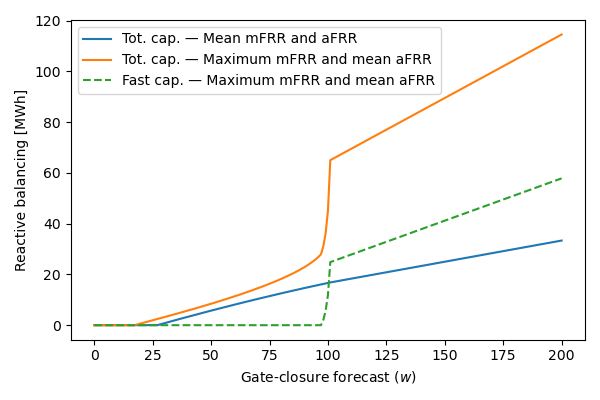 120
100
80
60
40
20
0
Reactive balancing [MWh]
Tot. cap. — Mean mFRR and aFRR
Tot. cap. — Maximum mFRR and mean aFRR
Fast cap. — Maximum mFRR and mean aFRR
0 25 50 75 100 125 150 175 200
Gate-closure forecast (w)